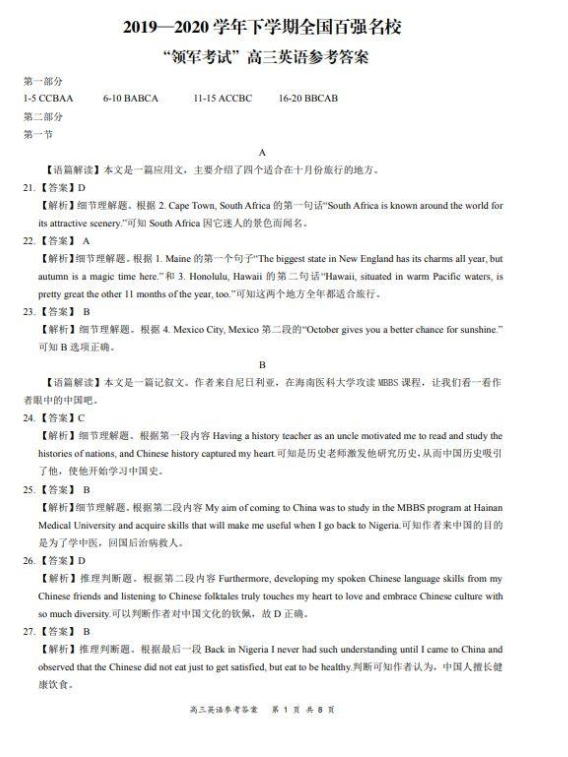 2019—2020 学年下学期全国百强名校
“领军考试”高三英语参考答案
第一部分
1-5 CCBAA 6-10 BABCA 11-15 ACCBC 16-20 BBCAB
第二部分
第一节
A
【语篇解读】本文是一篇应用文，主要介绍了四个适合在十月份旅行的地方。
21.【答案】D
【解析】细节理解题。根据 2. Cape Town, South Africa 的第一句话“South Africa is known around the world for
its attractive scenery.”可知 South Africa 因它迷人的景色而闻名。
22.【答案】 A
【解析】细节理解题。根据 1. Maine 的第一个句子“The biggest state in New England has its charms all year, but
autumn is a magic time here.”和 3. Honolulu, Hawaii 的第二句话“Hawaii, situated in warm Pacific waters, is
pretty great the other 11 months of the year, too.”可知这两个地方全年都适合旅行。
23.【答案】 B
【解析】细节理解题。根据 4. Mexico City, Mexico 第二段的“October gives you a better chance for sunshine.”
可知 B 选项正确。
B
【语篇解读】本文是一篇记叙文。作者来自尼日利亚，在海南医科大学攻读 MBBS 课程，让我们看一看作
者眼中的中国吧。
24.【答案】C
【解析】细节理解题。根据第一段内容 Having a history teacher as an uncle motivated me to read and study the
histories of nations, and Chinese history captured my heart.可知是历史老师激发他研究历史,从而中国历史吸引
了他，使他开始学习中国史。
25.【答案】 B
【解析】细节理解题。根据第二段内容 My aim of coming to China was to study in the MBBS program at Hainan
Medical University and acquire skills that will make me useful when I go back to Nigeria.可知作者来中国的目的
是为了学中医，回国后治病救人。
26.【答案】D
【解析】推理判断题。根据第二段内容 Furthermore, developing my spoken Chinese language skills from my
Chinese friends and listening to Chinese folktales truly touches my heart to love and embrace Chinese culture with
so much diversity.可以判断作者对中国文化的钦佩，故 D 正确。
27.【答案】 B
【解析】推理判断题。根据最后一段 Back in Nigeria I never had such understanding until I came to China and
observed that the Chinese did not eat just to get satisfied, but eat to be healthy.判断可知作者认为，中国人擅长健
康饮食。
高三英语参考答案 第 1 页 共 8 页